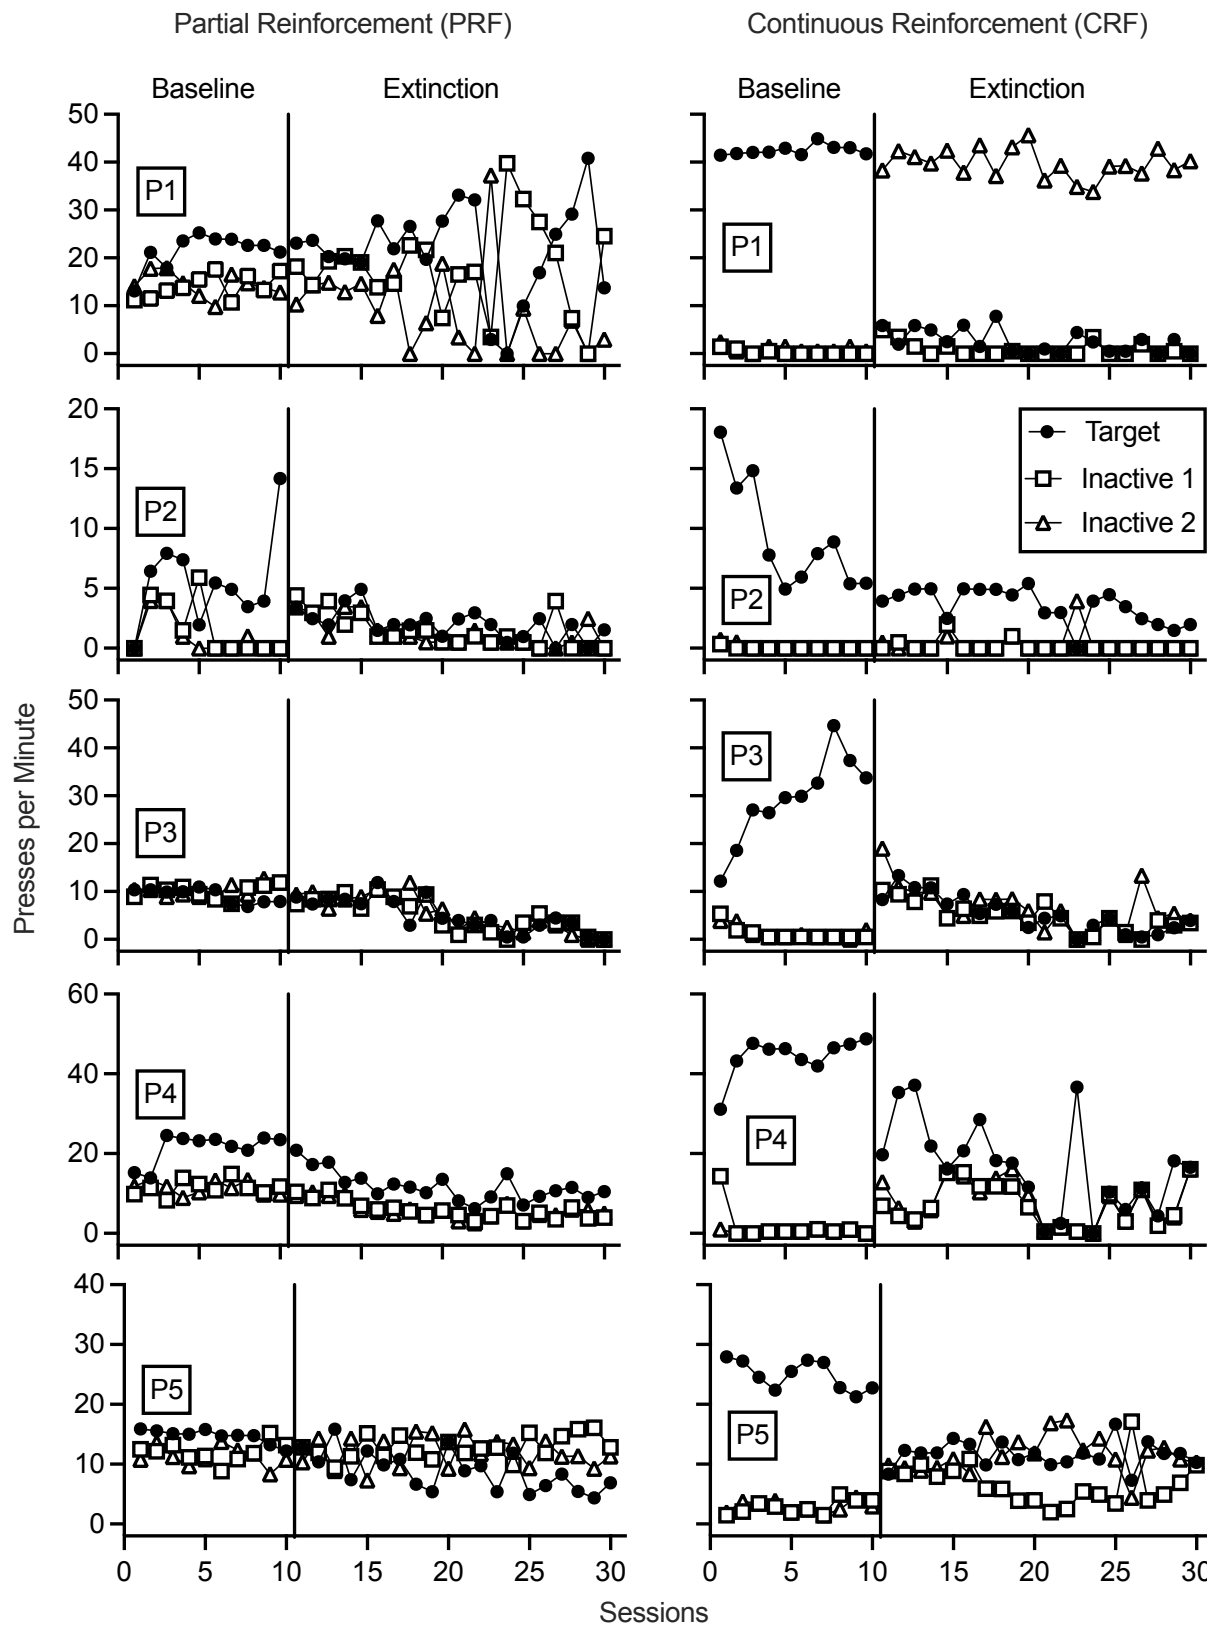 Partial Reinforcement (PRF) Continuous Reinforcement (CRF)
Baseline Extinction Baseline Extinction
50
40
30
20
10
0
P1
P1
20
15
10
5
0
P2
P2
Target
Inactive 1
Inactive 2
Presses per Minute
50
40
30
20
10
0
P3
P3
60
40
20
0
P4
P4
40
30
20
10
0
P5
P5
0 5 10 15 20 25 30 0 5 10 15 20 25 30
Sessions